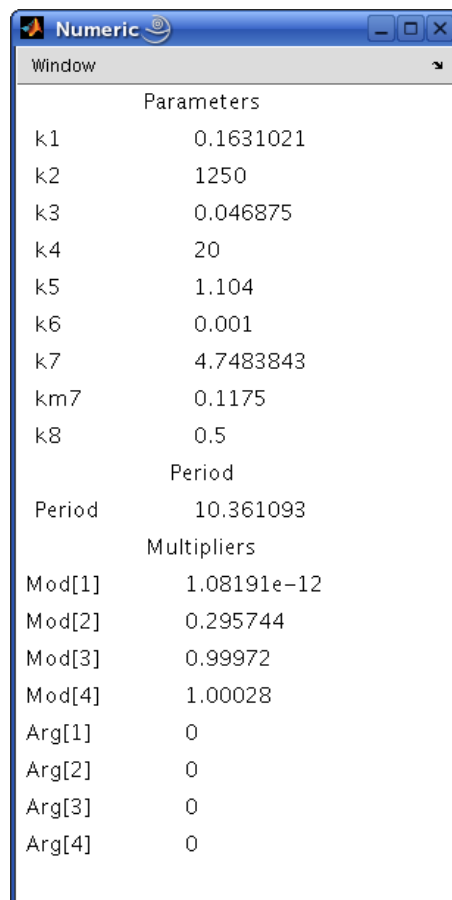 Numeric
Window
Parameters
k1 0.1631021
k2 1250
k3 0.046875
k4 20
k5 1.104
k6 0.001
k7 4.7483843
km7 0.1175
k8 0.5
Period
Period 10.361093
Multipliers
Mod[1] 1.08191e-12
Mod[2] 0.295744
Mod[3] 0.99972
Mod[4] 1.00028
Arg[1] 0
Arg[2] 0
Arg[3] 0
Arg[4] 0